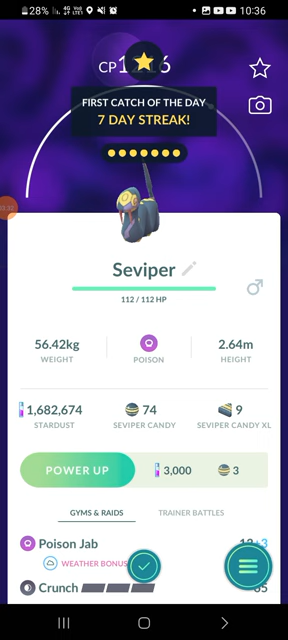 28% 4G VoLTE1 10:36
CP
FIRST CATCH OF THE DAY
7 DAY STREAK!
Seviper
112 / 112 HP
56.42kg
WEIGHT
POISON
2.64m
HEIGHT
1,682,674
STARDUST
74
SEVIPER CANDY
9
SEVIPER CANDY XL
POWER UP 3,000 3
GYMS & RAIDS TRAINER BATTLES
Poison Jab
WEATHER BONUS
Crunch